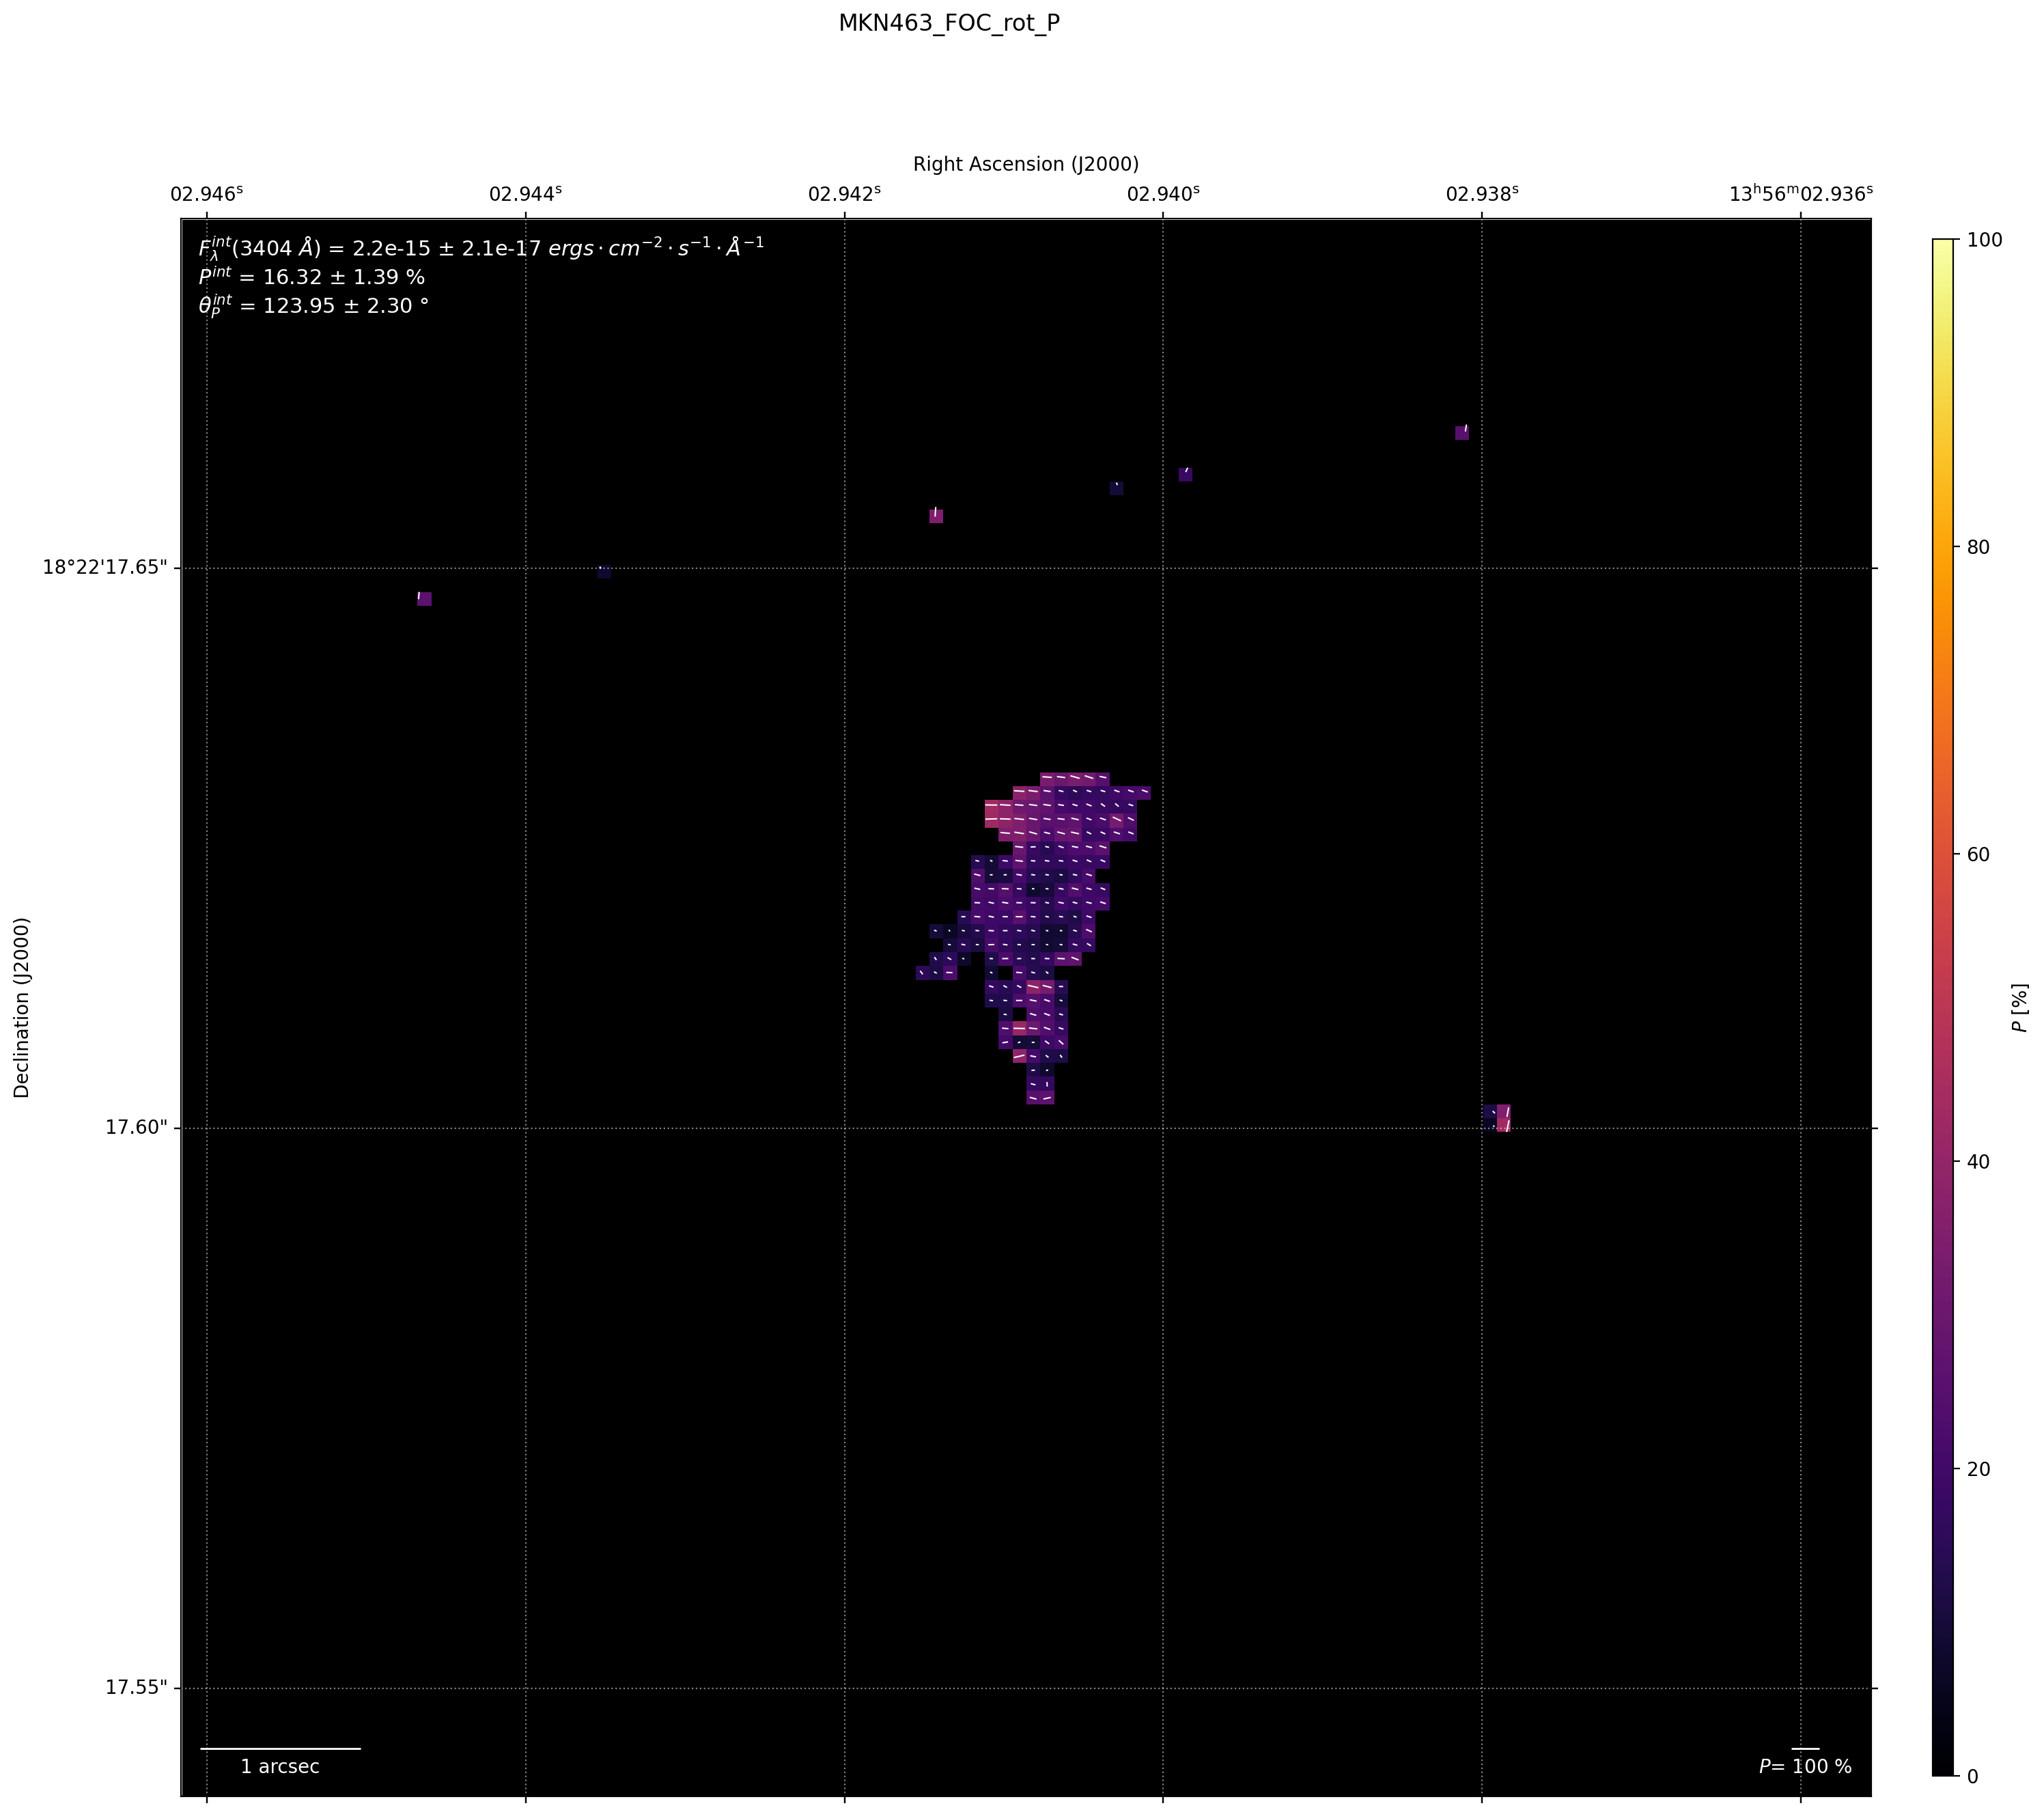 MKN463_FOC_rot_P
Right Ascension (J2000)
02.946ˢ 02.944ˢ 02.942ˢ 02.940ˢ 02.938ˢ 13ʰ56ᵐ02.936ˢ
F_λ^int(3404 Å) = 2.2e-15 ± 2.1e-17 ergs · cm⁻² · s⁻¹ · Å⁻¹
P^int = 16.32 ± 1.39 %
θ_P^int = 123.95 ± 2.30 °
18°22'17.65"
17.60"
17.55"
Declination (J2000)
1 arcsec
P= 100 %
100
80
60
40
20
0
P [%]